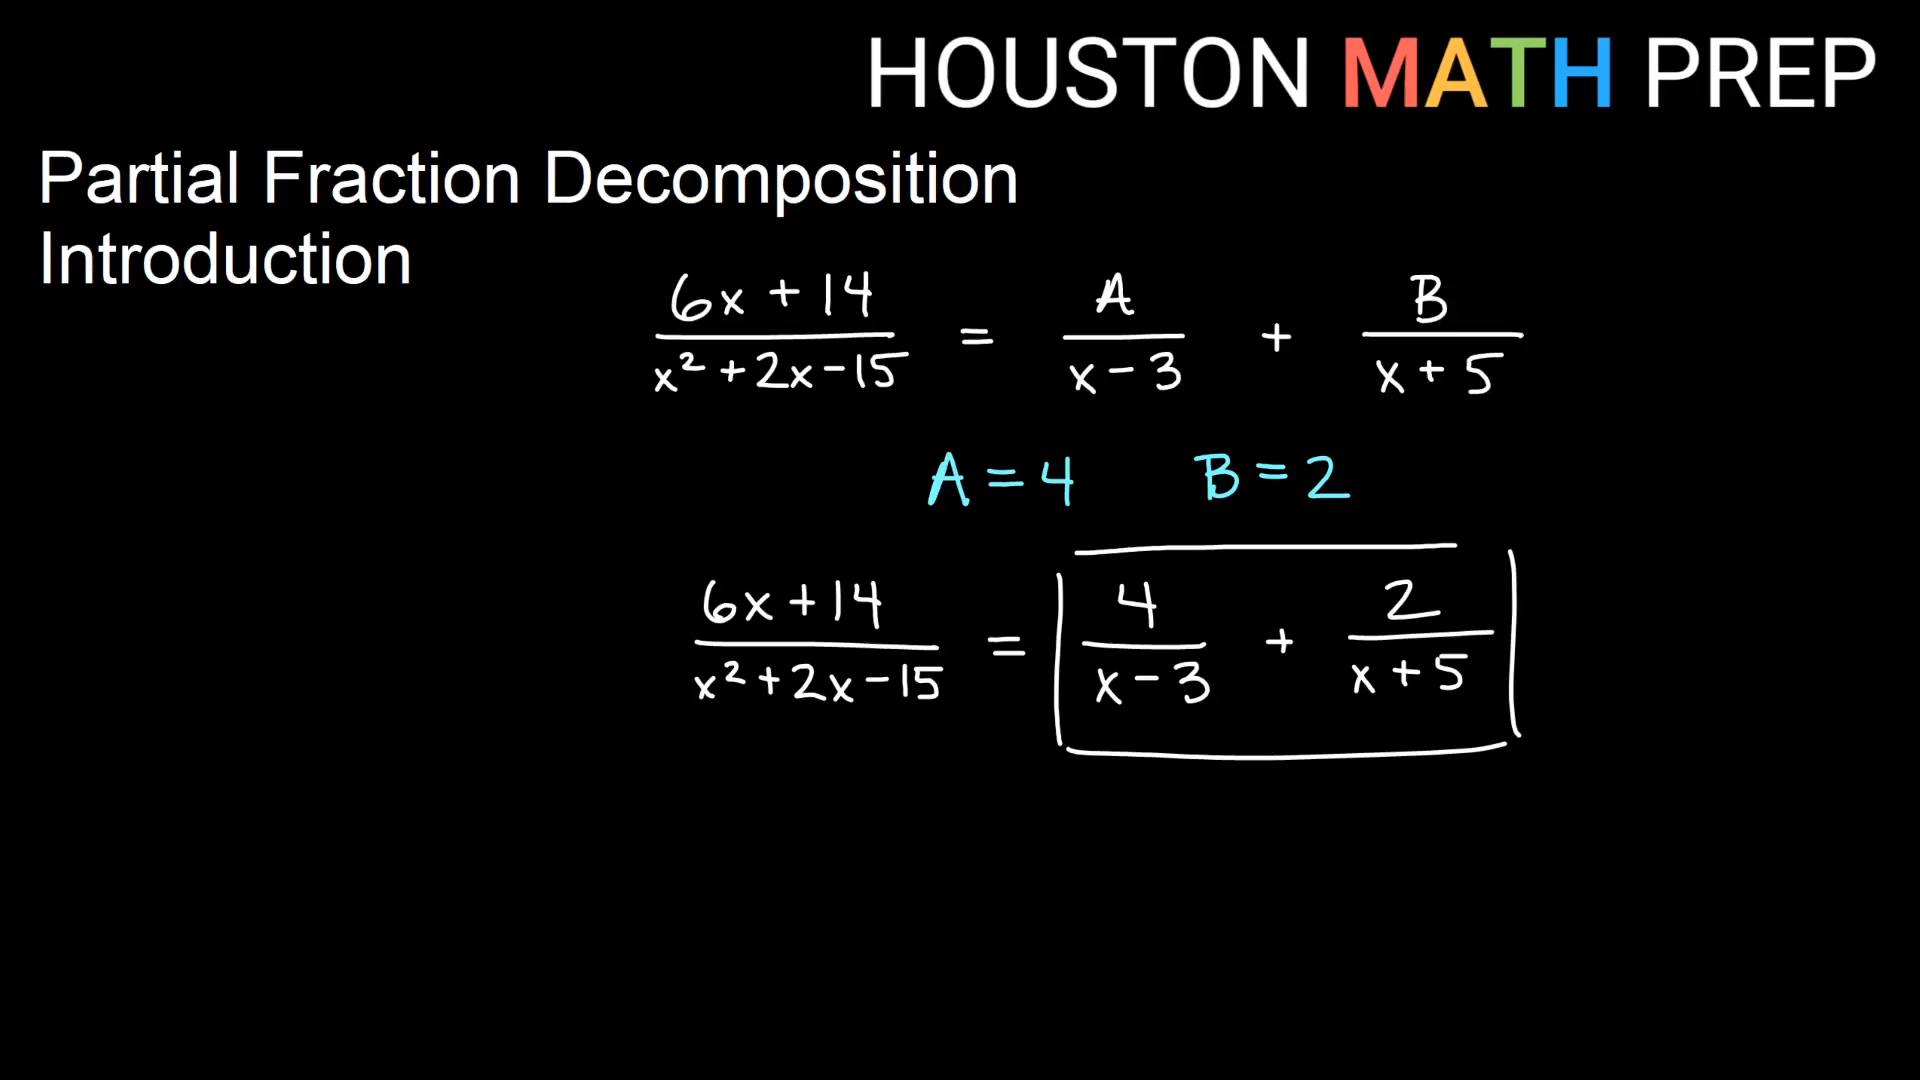 HOUSTON MATH PREP
Partial Fraction Decomposition
Introduction
6x + 14 / x² + 2x - 15 = A / x - 3 + B / x + 5
A = 4 B = 2
6x + 14 / x² + 2x - 15 = 4 / x - 3 + 2 / x + 5